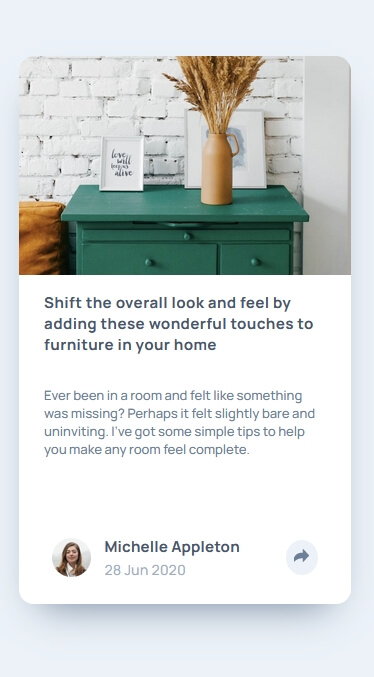 love
will
keep us
alive
Shift the overall look and feel by
adding these wonderful touches to
furniture in your home
Ever been in a room and felt like something
was missing? Perhaps it felt slightly bare and
uninviting. I've got some simple tips to help
you make any room feel complete.
Michelle Appleton
28 Jun 2020